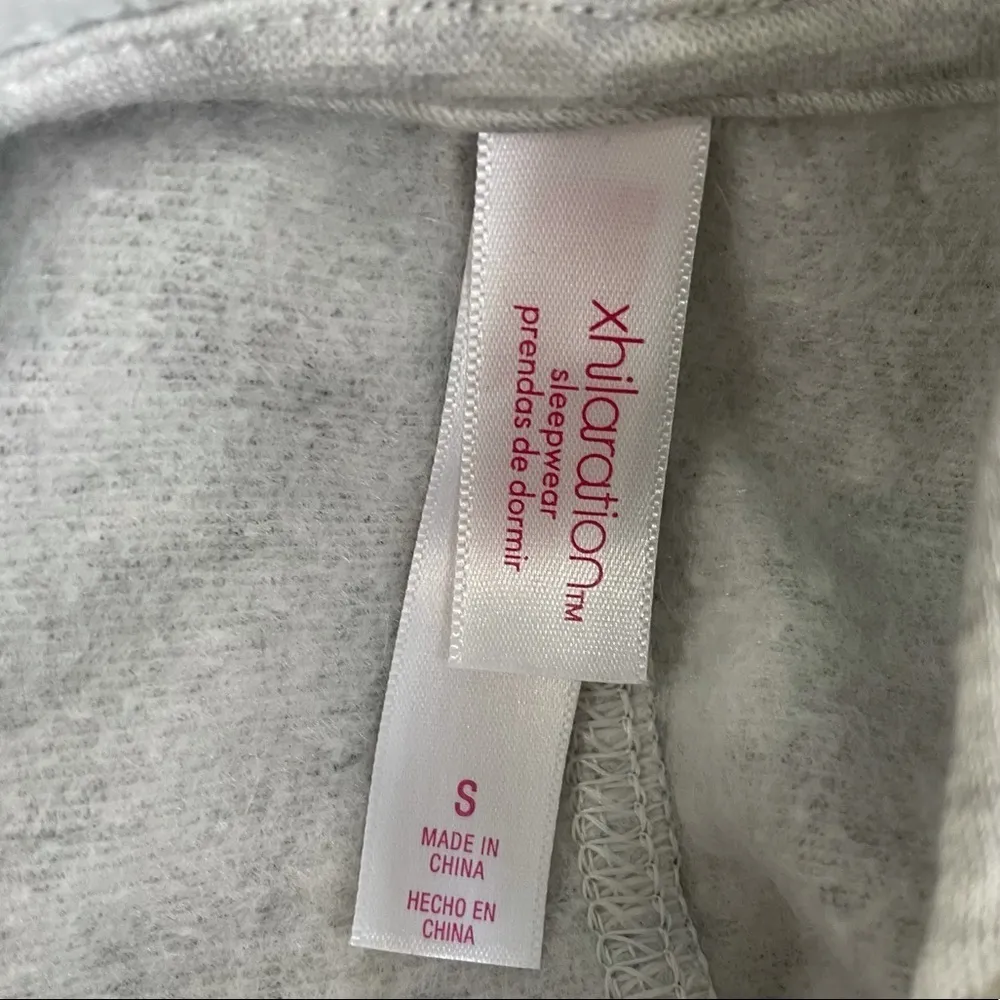 xhilaration™
sleepwear
prendas de dormir
S
MADE IN
CHINA
HECHO EN
CHINA